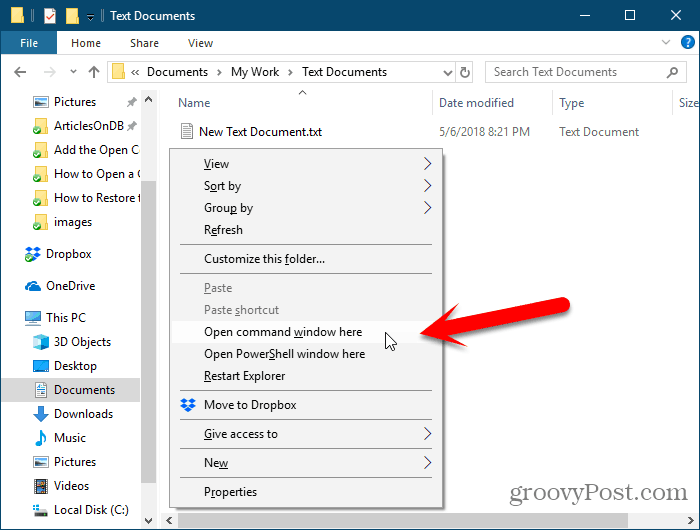 Text Documents
File Home Share View
« Documents My Work Text Documents Search Text Documents
Name Date modified Type Size
Pictures
ArticlesOnDB
Add the Open C
How to Open a C
How to Restore t
images
Dropbox
OneDrive
This PC
3D Objects
Desktop
Documents
Downloads
Music
Pictures
Videos
Local Disk (C:)
New Text Document.txt 5/6/2018 8:21 PM Text Document
View
Sort by
Group by
Refresh
Customize this folder...
Paste
Paste shortcut
Open command window here
Open PowerShell window here
Restart Explorer
Move to Dropbox
Give access to
New
Properties
groovyPost.com